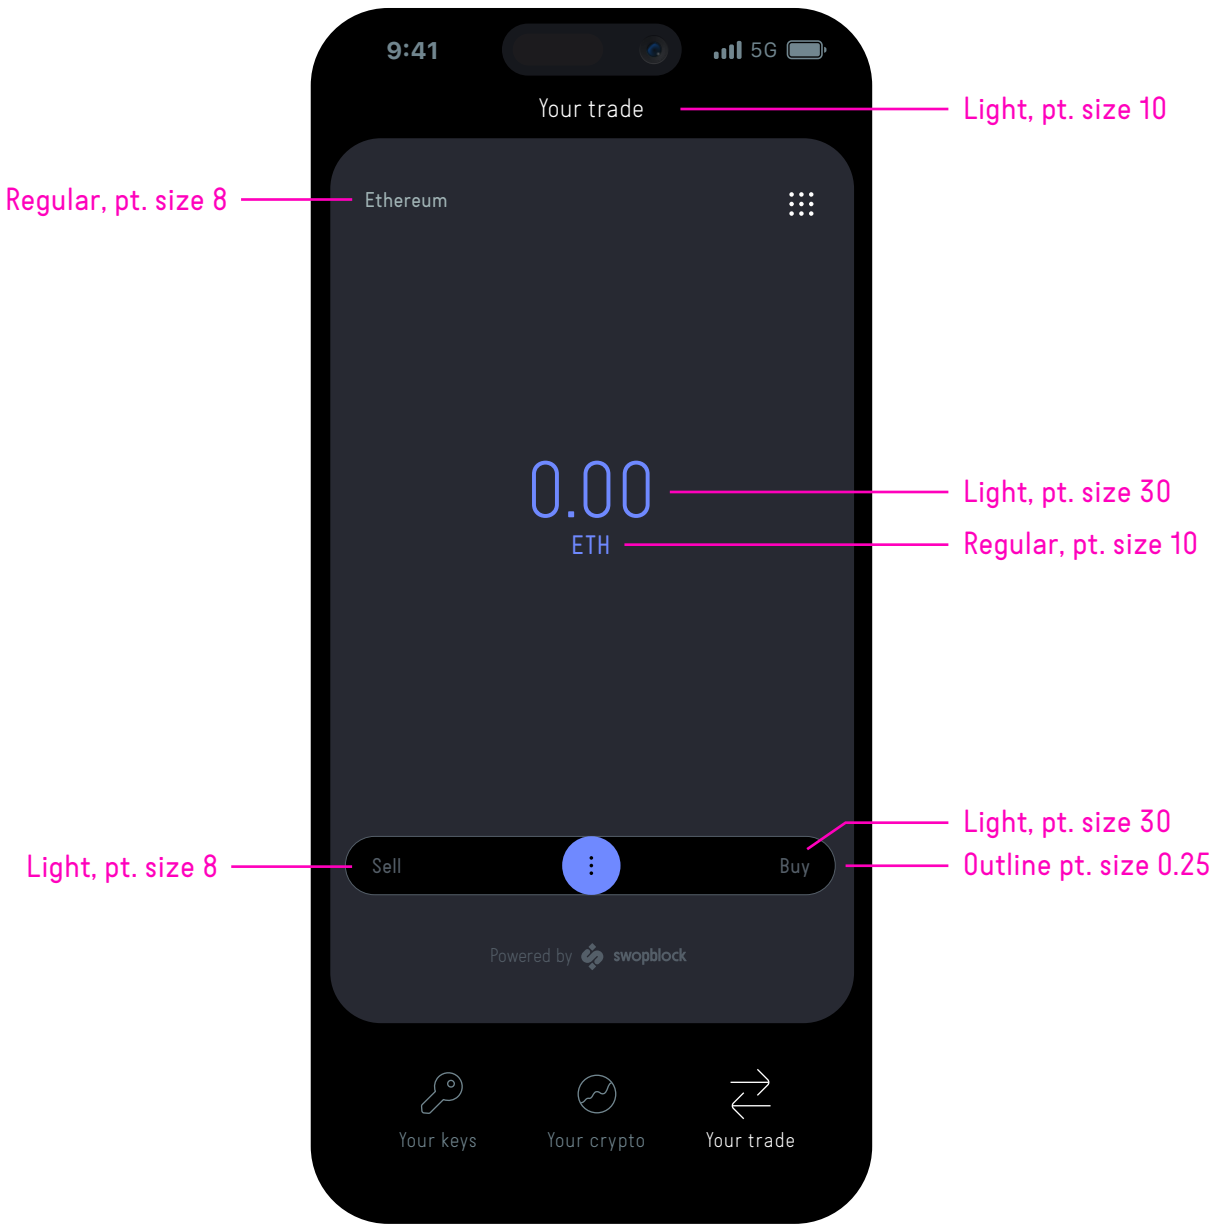 9:41
5G
Your trade
Light, pt. size 10
Regular, pt. size 8
Ethereum
0.00
Light, pt. size 30
ETH
Regular, pt. size 10
Light, pt. size 30
Light, pt. size 8
Sell
Buy
Outline pt. size 0.25
Powered by swopblock
Your keys
Your crypto
Your trade